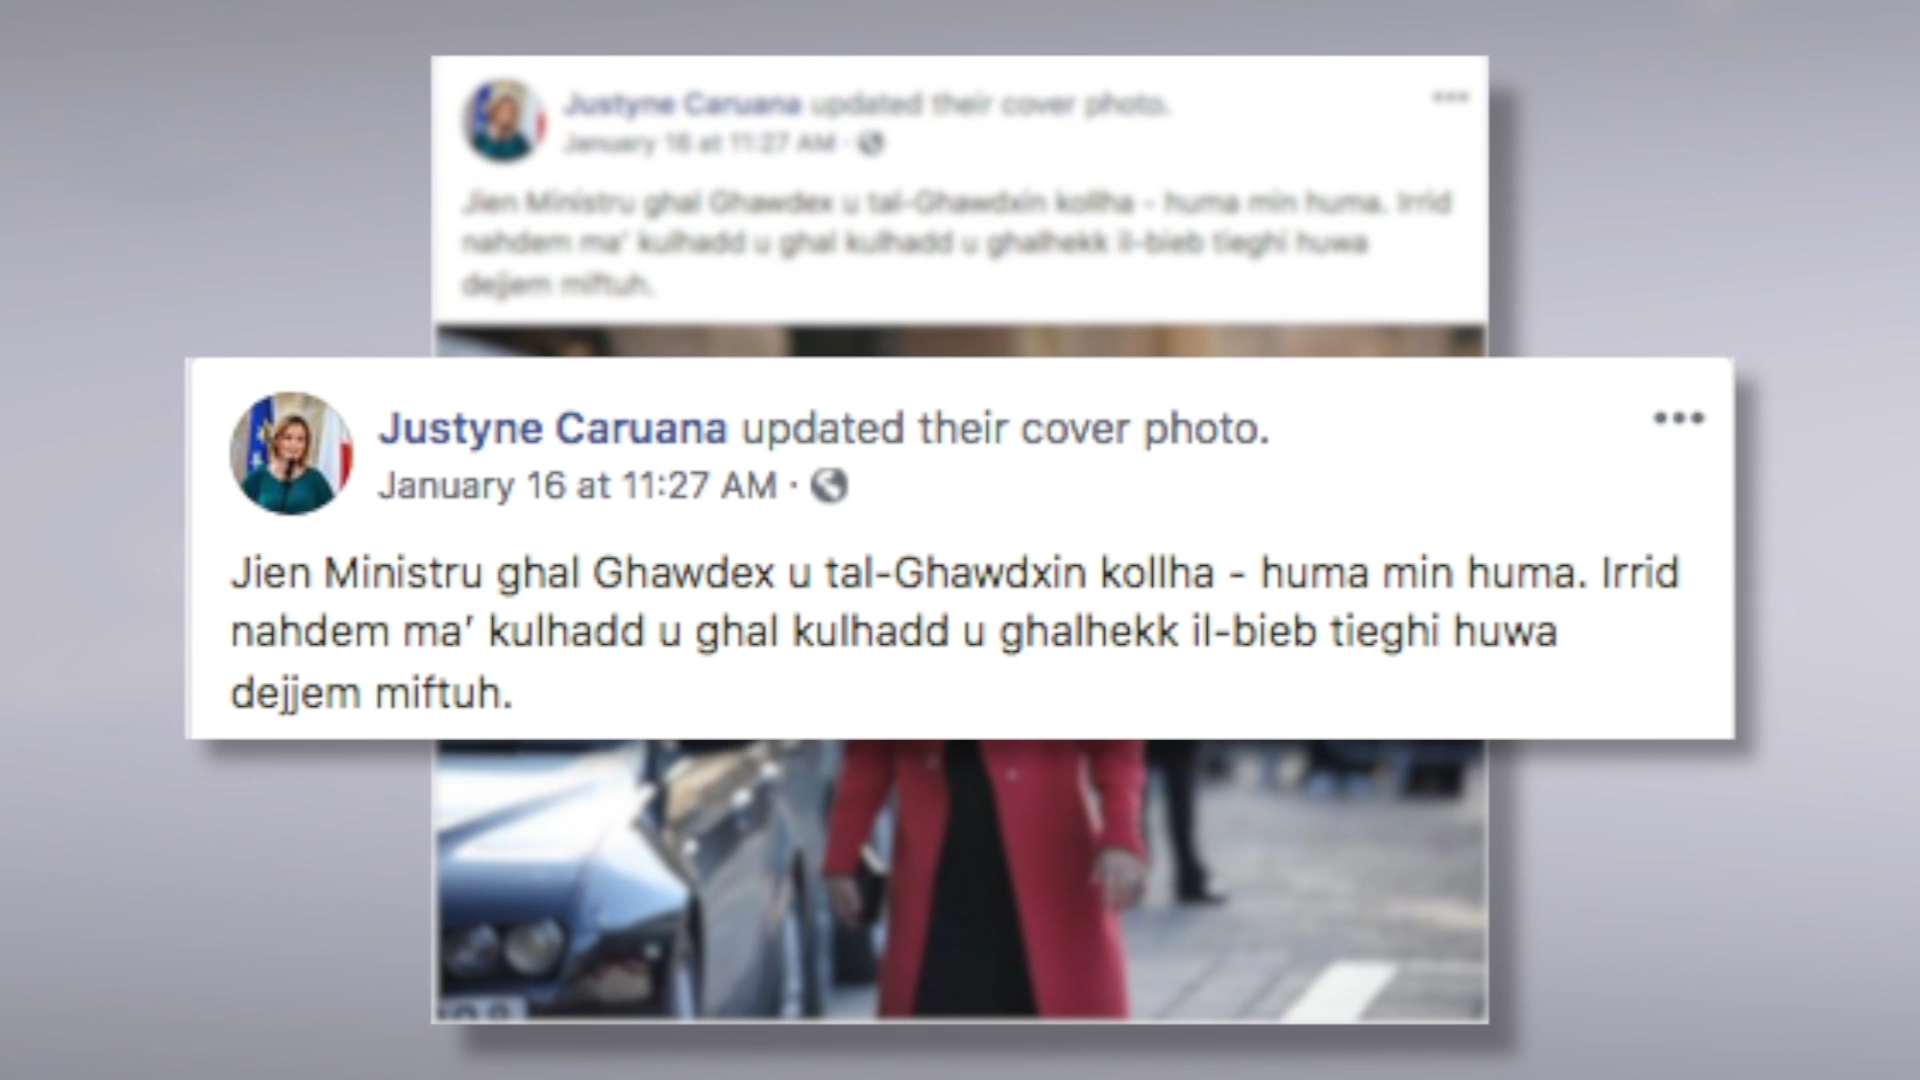 Justyne Caruana updated their cover photo.
January 16 at 11:27 AM ·
Jien Ministru ghal Ghawdex u tal-Ghawdxin kollha - huma min huma. Irrid
nahdem ma’ kulhadd u ghal kulhadd u ghalhekk il-bieb tieghi huwa
dejjem miftuh.
Justyne Caruana updated their cover photo.
January 16 at 11:27 AM ·
Jien Ministru ghal Ghawdex u tal-Ghawdxin kollha - huma min huma. Irrid
nahdem ma’ kulhadd u ghal kulhadd u ghalhekk il-bieb tieghi huwa
dejjem miftuh.